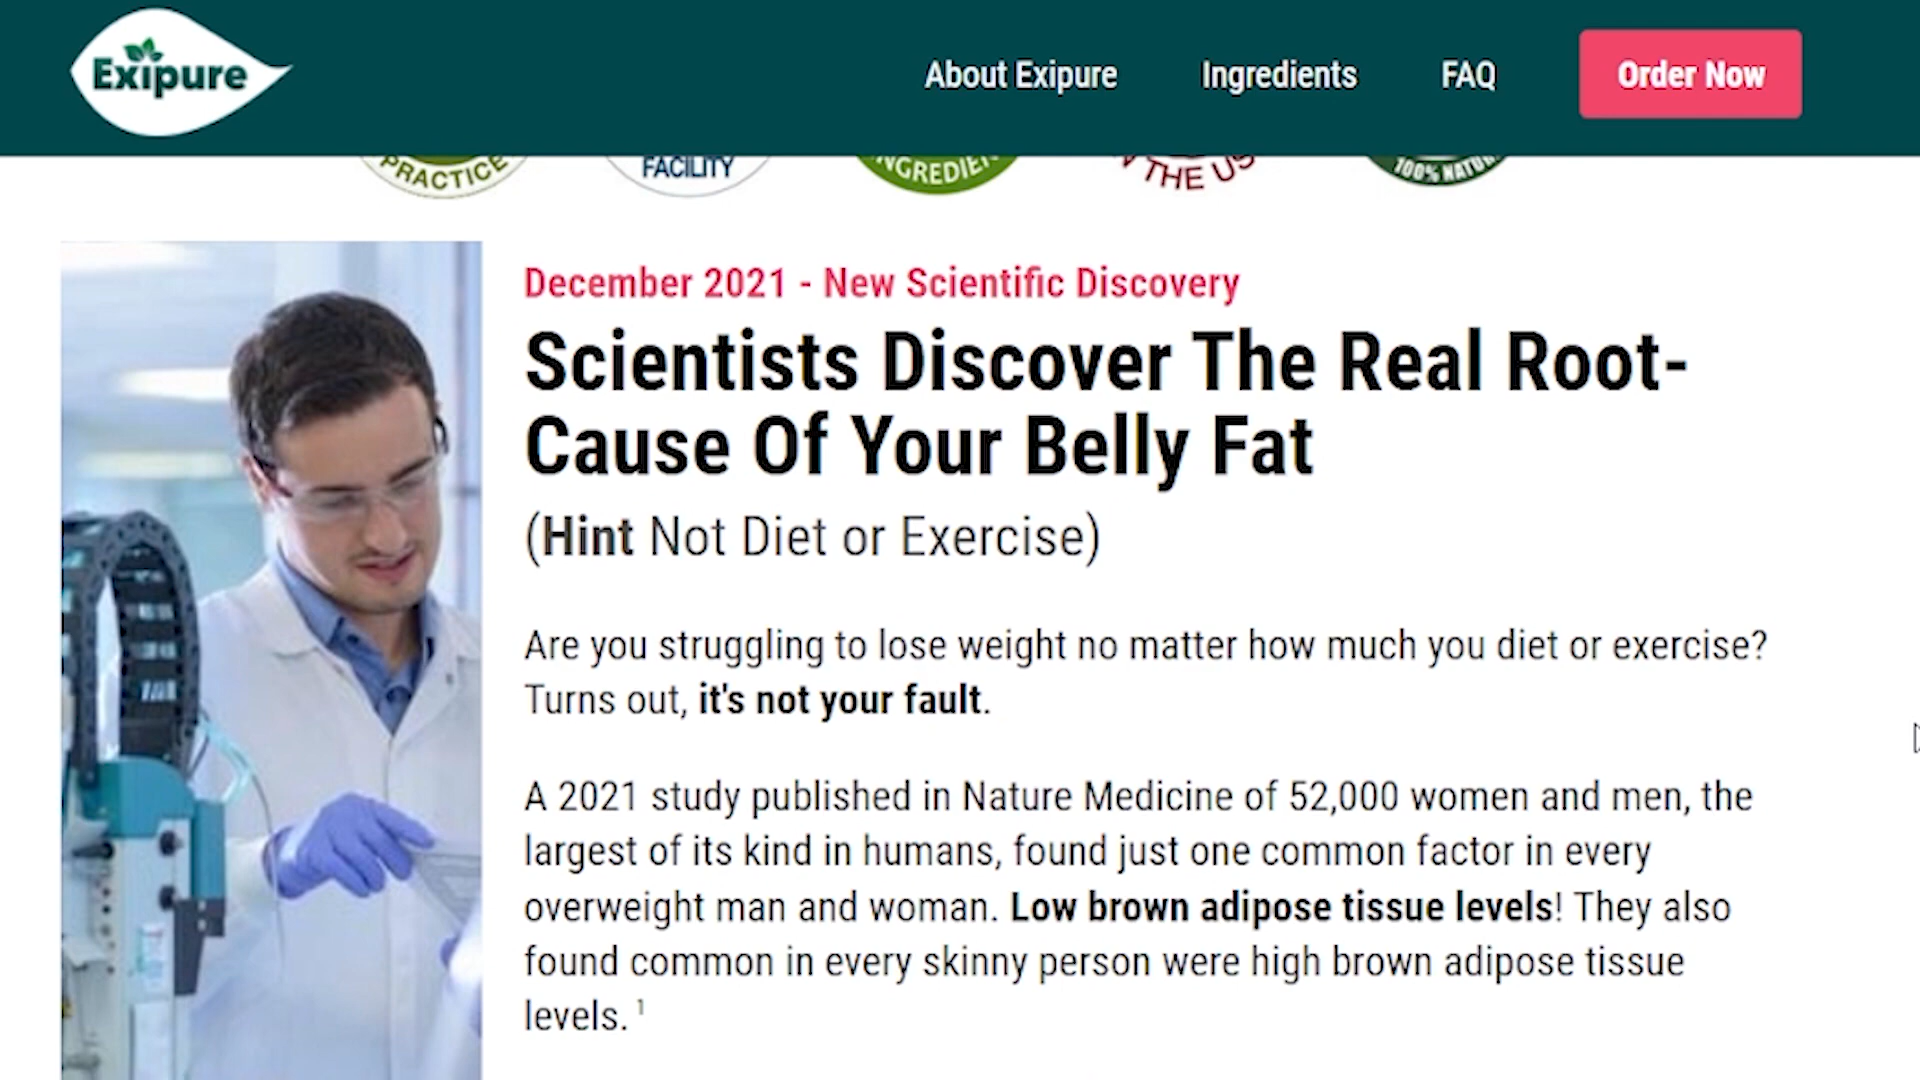 Exipure
About Exipure
Ingredients
FAQ
Order Now
PRACTICE
FACILITY
THE
100%
December 2021 - New Scientific Discovery
Scientists Discover The Real Root-
Cause Of Your Belly Fat
(Hint Not Diet or Exercise)
Are you struggling to lose weight no matter how much you diet or exercise?
Turns out, it's not your fault.
A 2021 study published in Nature Medicine of 52,000 women and men, the
largest of its kind in humans, found just one common factor in every
overweight man and woman. Low brown adipose tissue levels! They also
found common in every skinny person were high brown adipose tissue
levels. 1